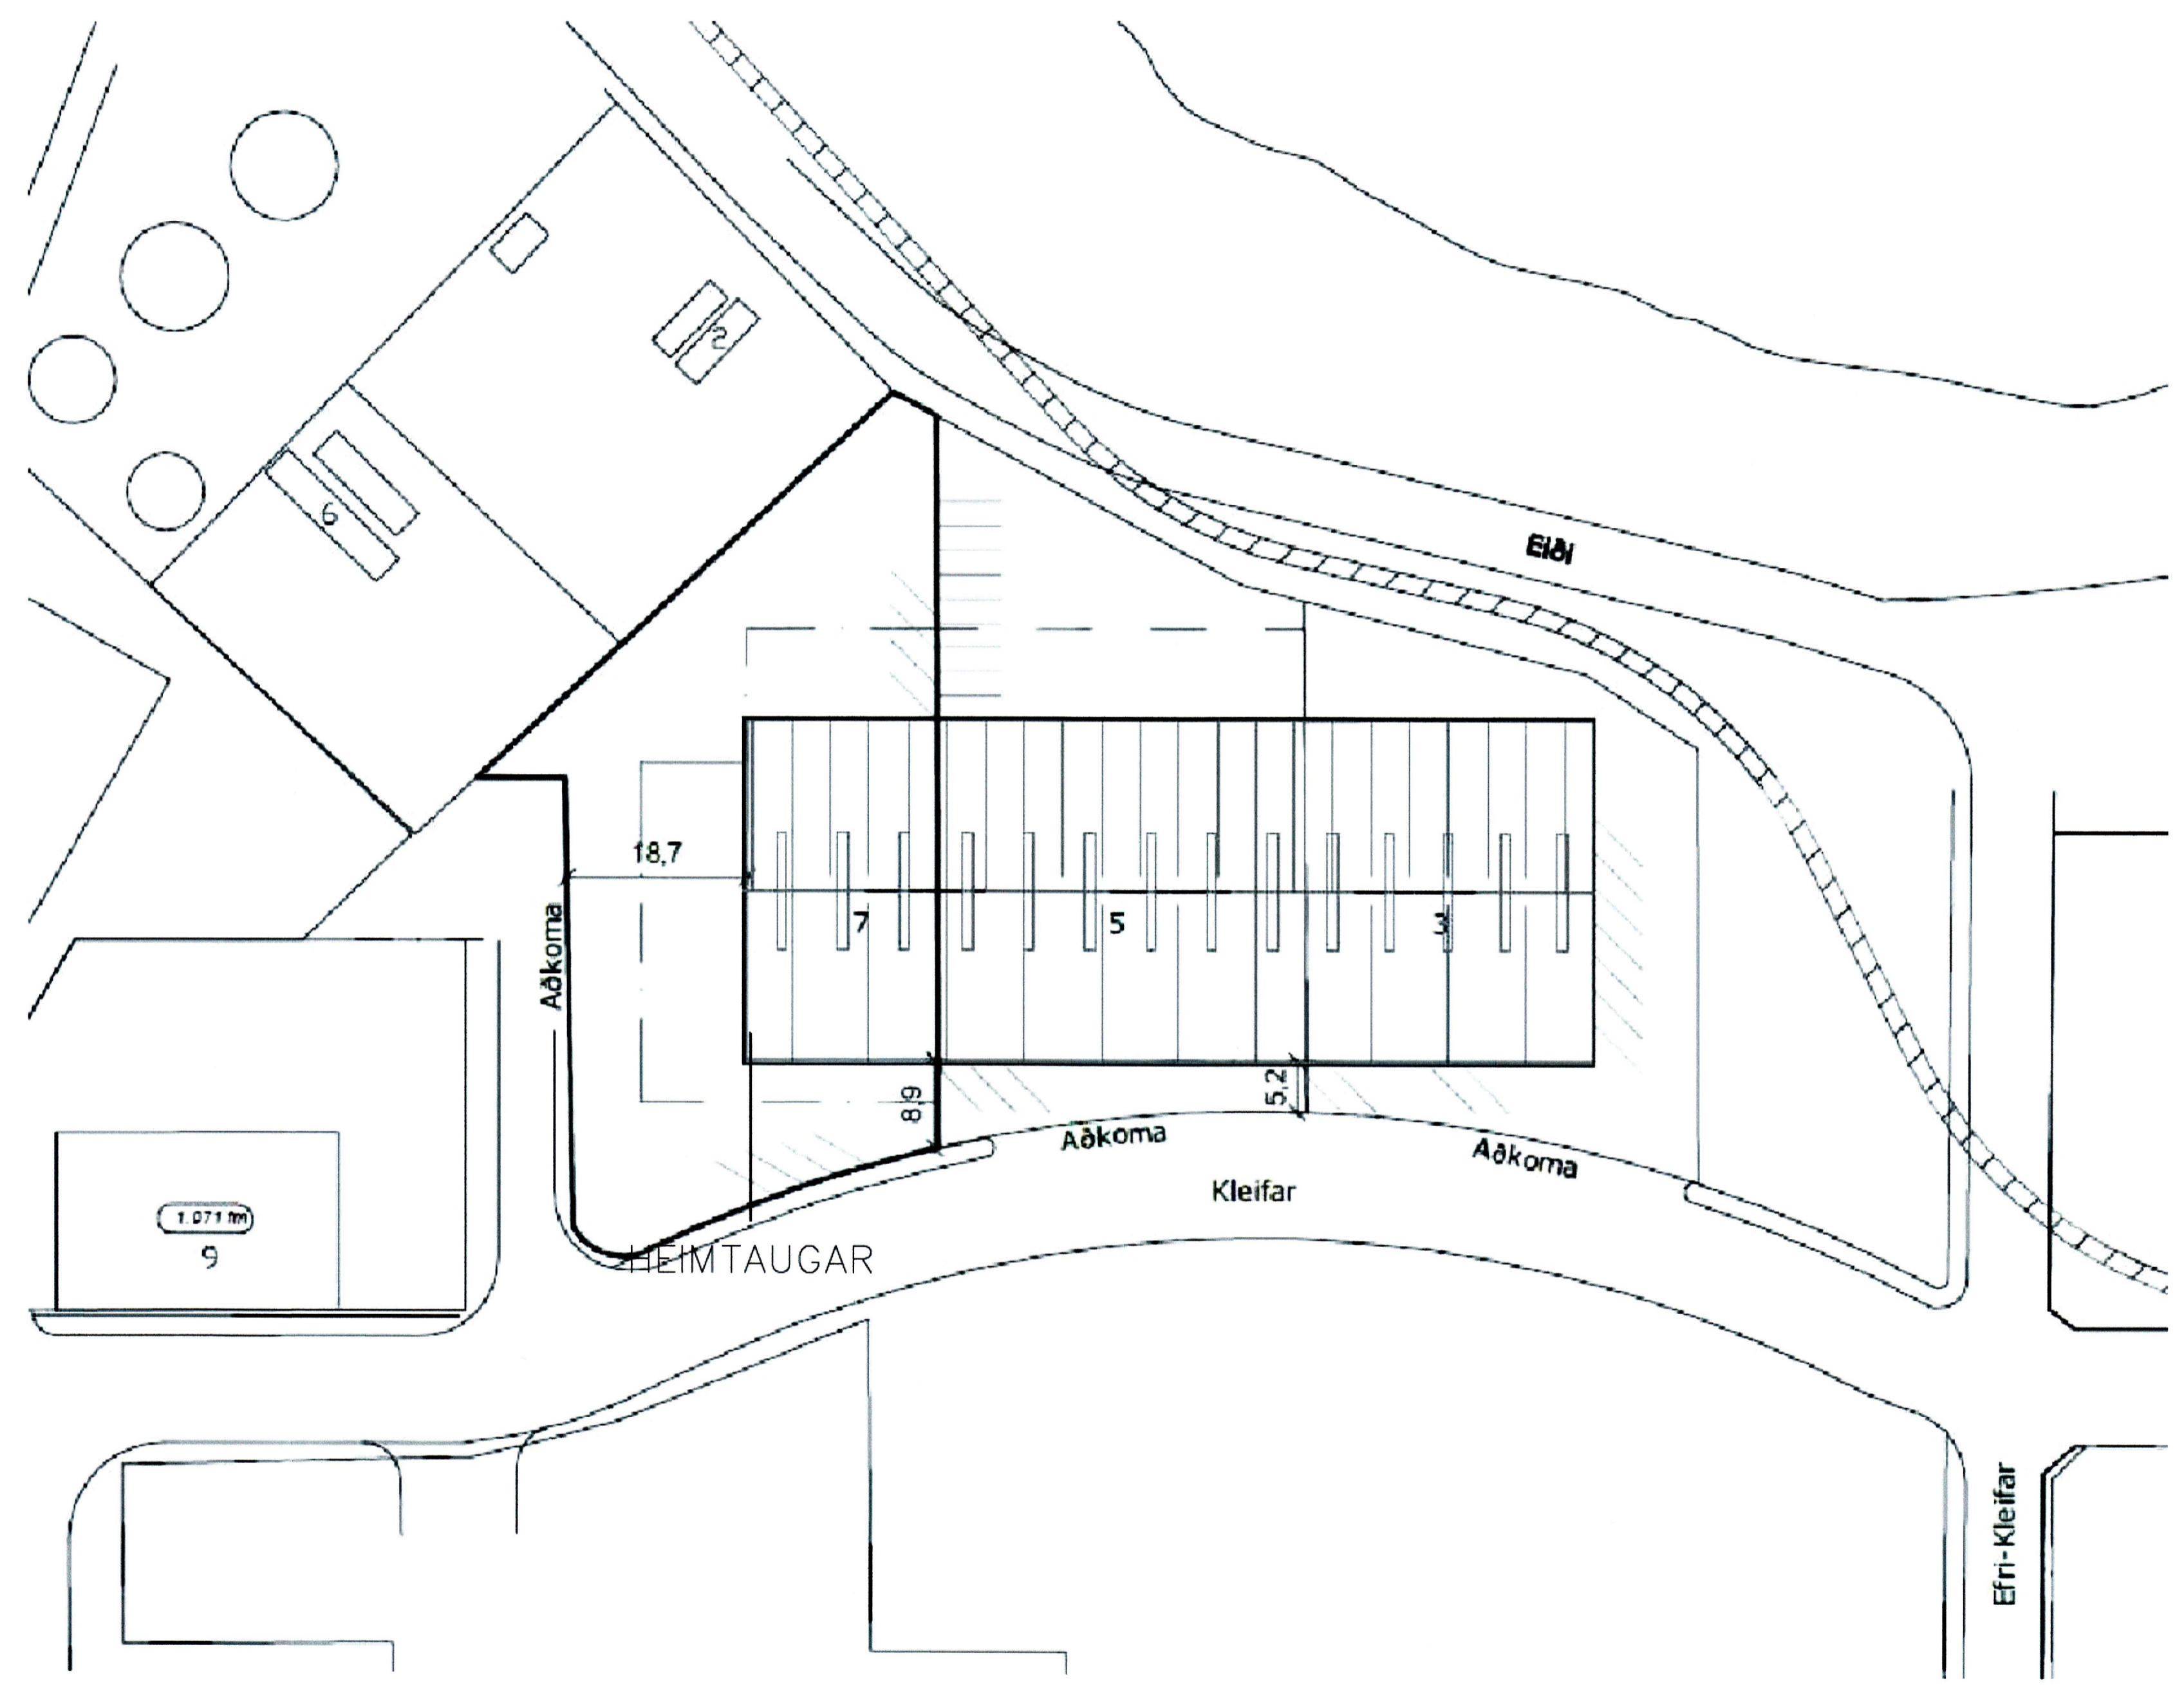 2
6
Eiði
18,7
7
5
3
Aðkoma
8,9
5,2
Aðkoma
Aðkoma
Kleifar
1.071 fm
9
HEIMTAUGAR
Efri-Kleifar